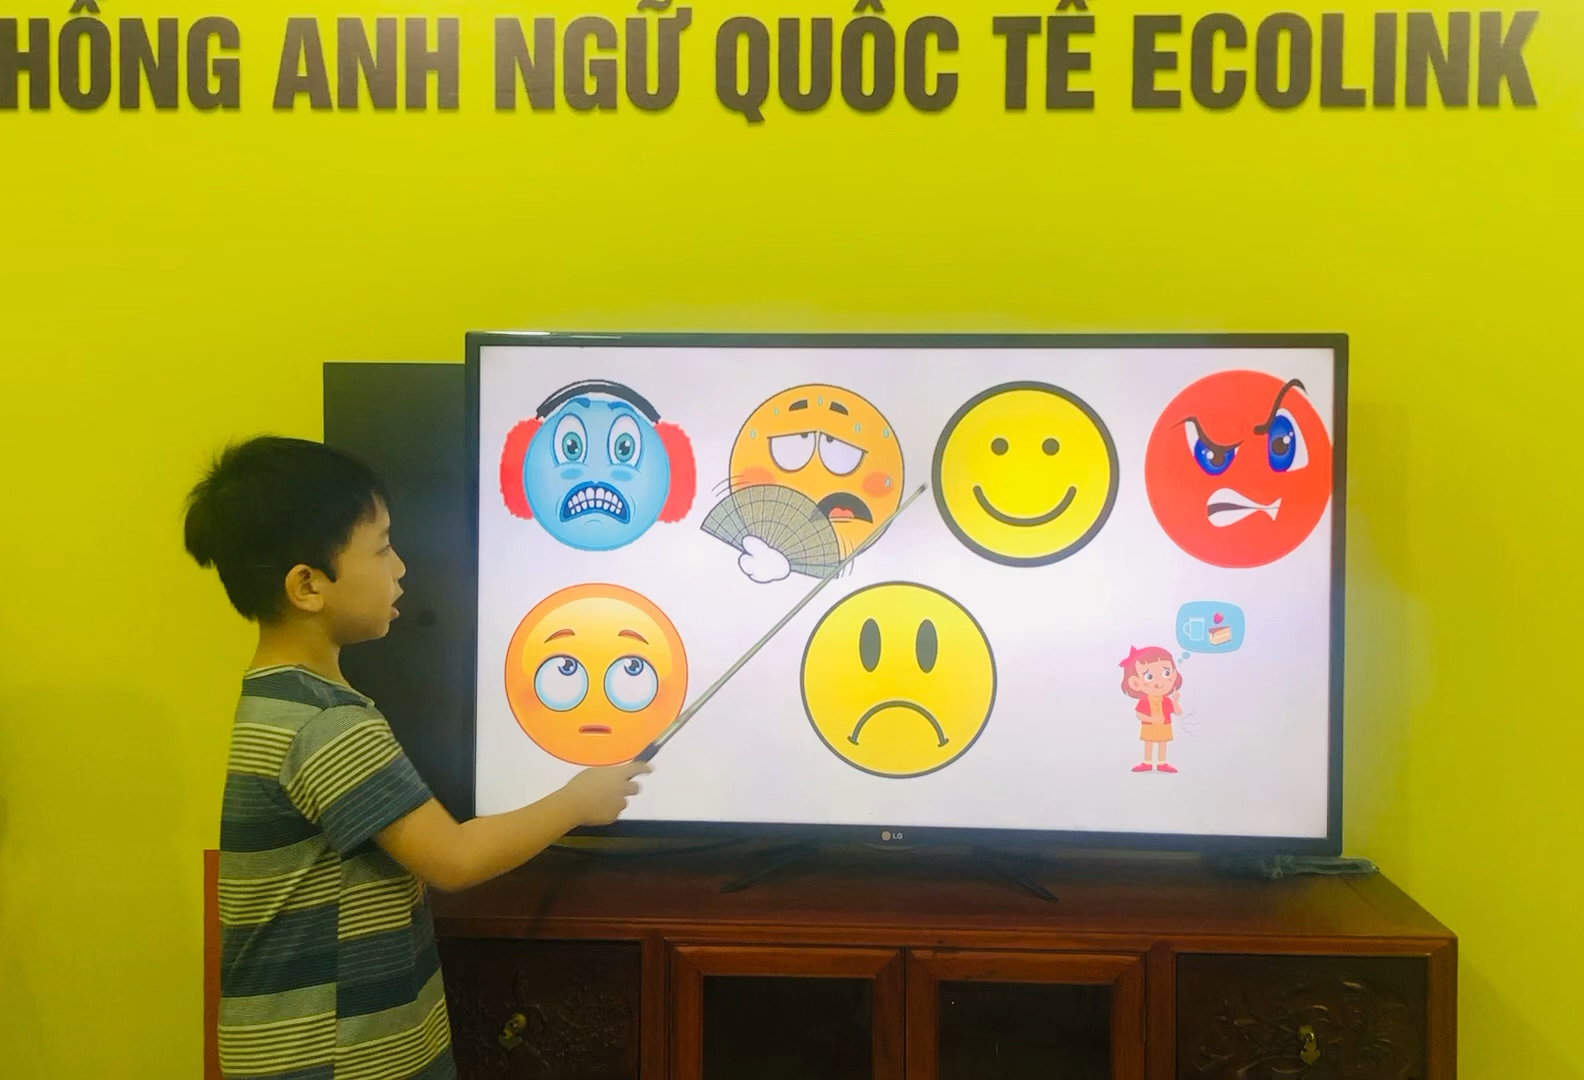 HỐNG ANH NGỮ QUỐC TẾ ECOLINK
LG